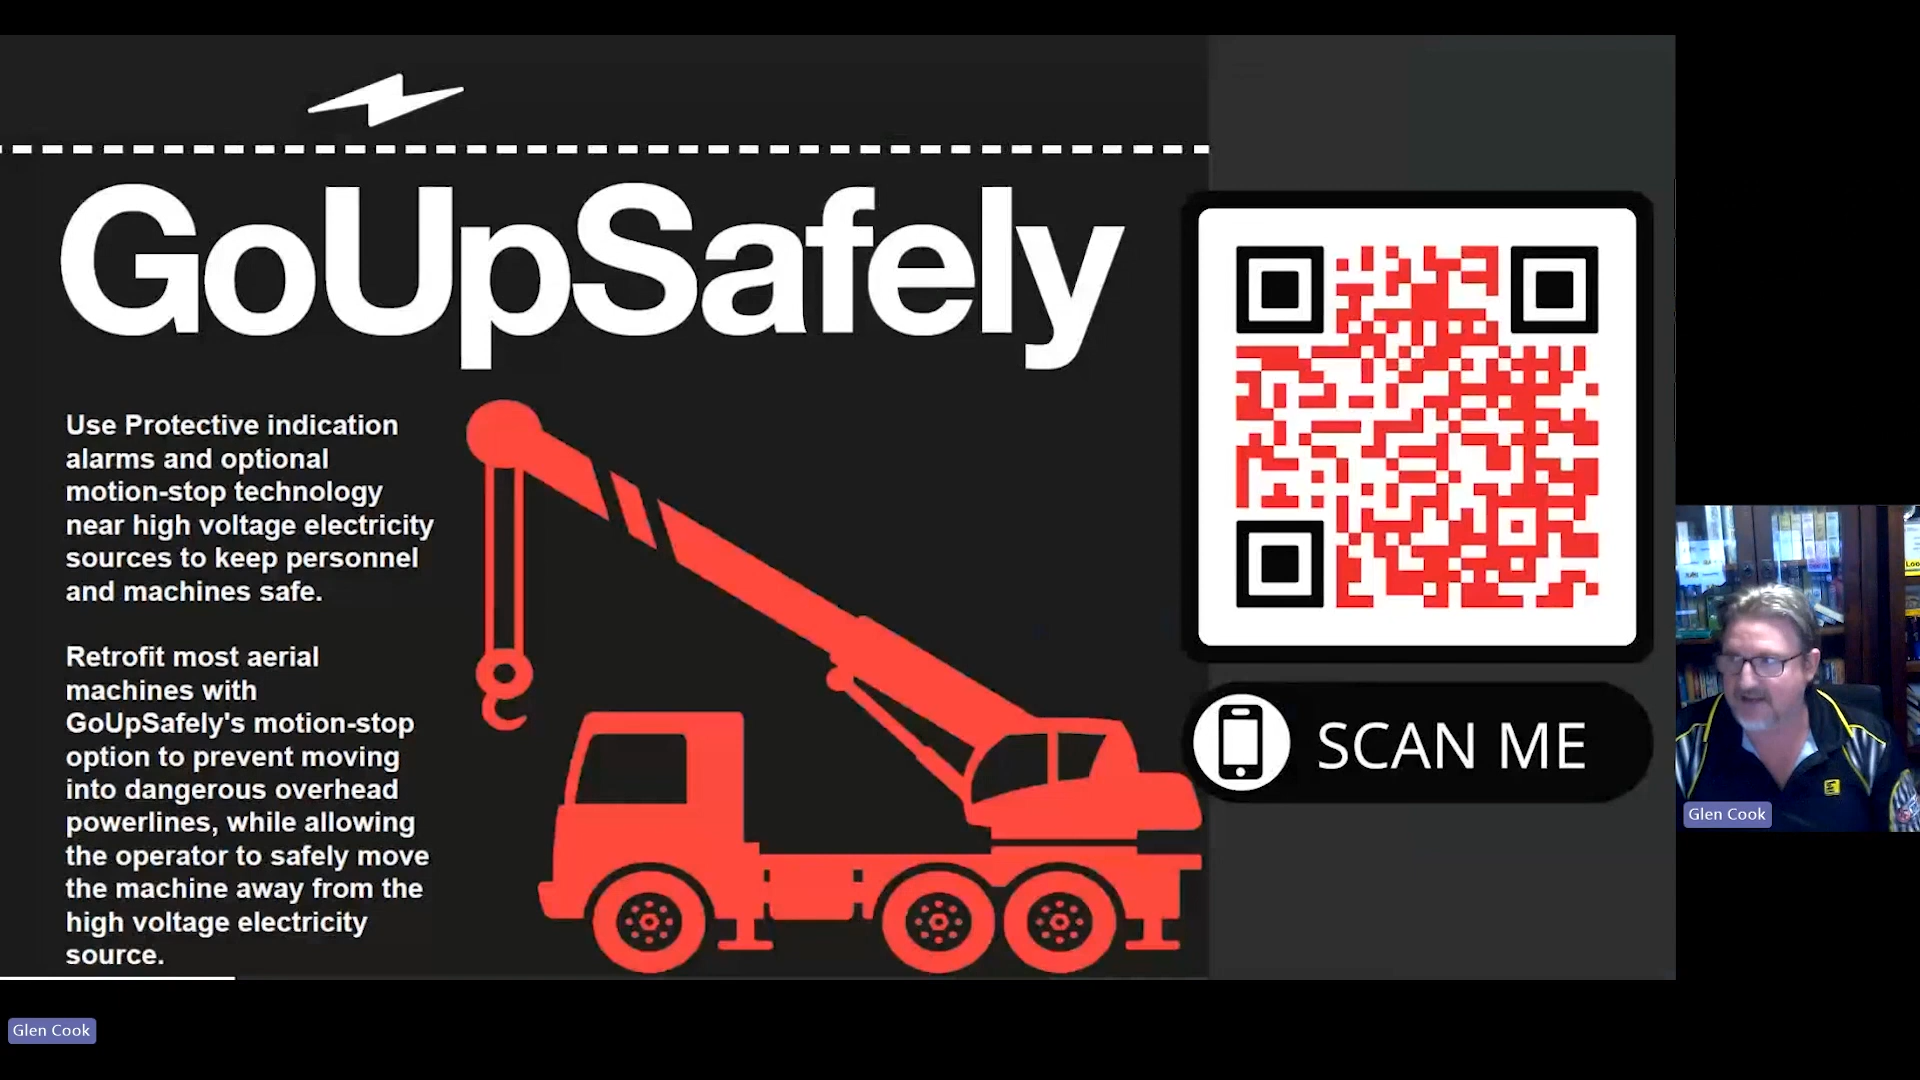 GoUpSafely
Use Protective indication
alarms and optional
motion-stop technology
near high voltage electricity
sources to keep personnel
and machines safe.
Retrofit most aerial
machines with
GoUpSafely's motion-stop
option to prevent moving
into dangerous overhead
powerlines, while allowing
the operator to safely move
the machine away from the
high voltage electricity
source.
SCAN ME
Glen Cook
Glen Cook